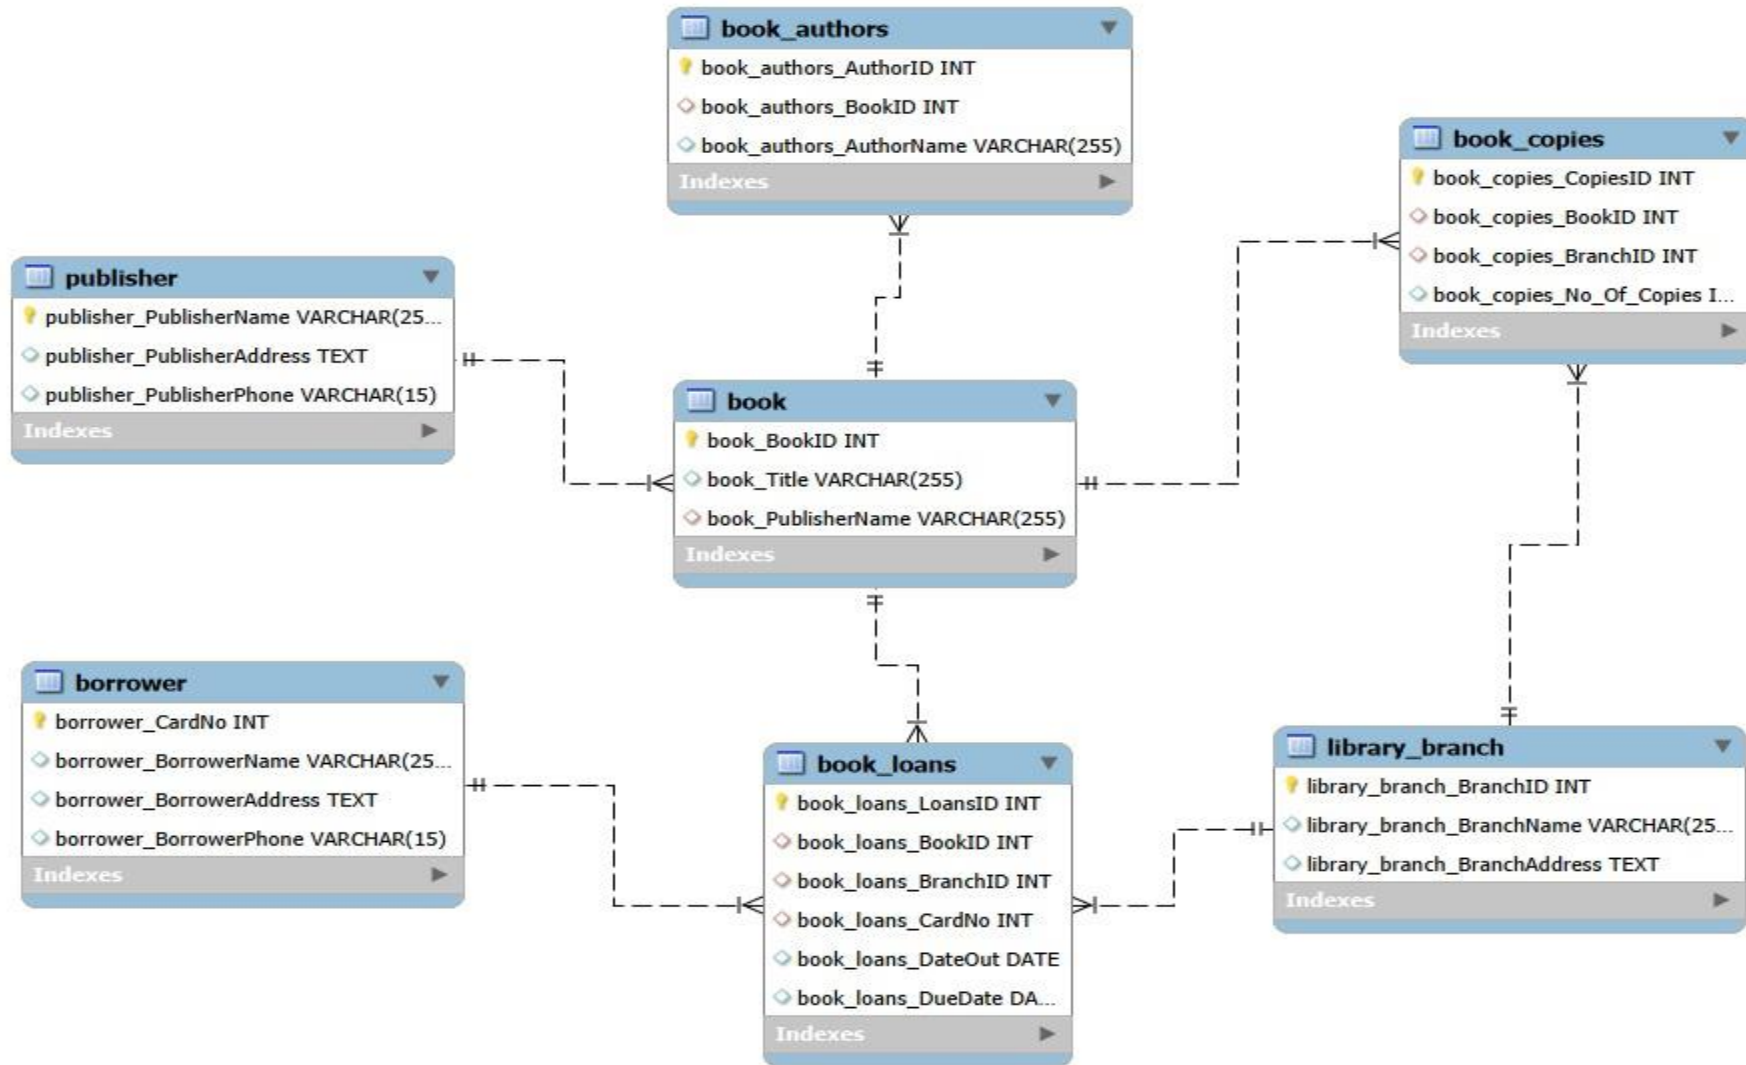 book_authors
book_authors_AuthorID INT
book_authors_BookID INT
book_authors_AuthorName VARCHAR(255)
Indexes
book_copies
book_copies_CopiesID INT
book_copies_BookID INT
book_copies_BranchID INT
book_copies_No_Of_Copies I...
Indexes
publisher
publisher_PublisherName VARCHAR(25...
publisher_PublisherAddress TEXT
publisher_PublisherPhone VARCHAR(15)
Indexes
book
book_BookID INT
book_Title VARCHAR(255)
book_PublisherName VARCHAR(255)
Indexes
borrower
borrower_CardNo INT
borrower_BorrowerName VARCHAR(25...
borrower_BorrowerAddress TEXT
borrower_BorrowerPhone VARCHAR(15)
Indexes
book_loans
book_loans_LoansID INT
book_loans_BookID INT
book_loans_BranchID INT
book_loans_CardNo INT
book_loans_DateOut DATE
book_loans_DueDate DA...
Indexes
library_branch
library_branch_BranchID INT
library_branch_BranchName VARCHAR(25...
library_branch_BranchAddress TEXT
Indexes